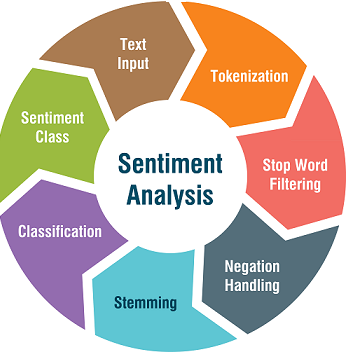 Text
Input
Tokenization
Stop Word
Filtering
Negation
Handling
Stemming
Classification
Sentiment
Class
Sentiment
Analysis